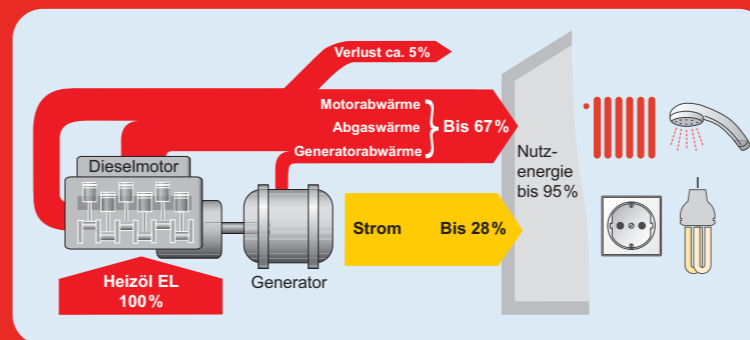 Verlust ca. 5%
Motorabwärme
Abgaswärme
Generatorabwärme
Bis 67%
Dieselmotor
Nutz-
energie
bis 95%
Strom Bis 28%
Heizöl EL
100%
Generator